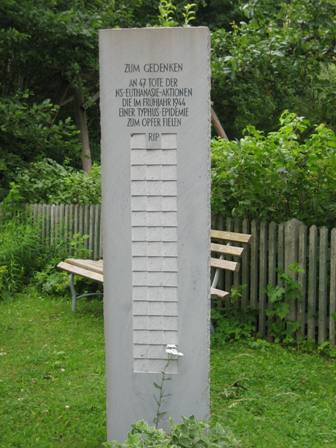 ZUM GEDENKEN
AN 47 TOTE DER
NS-EUTHANASIE-AKTIONEN
DIE IM FRÜHJAHR 1944
EINER TYPHUS-EPIDEMIE
ZUM OPFER FIELEN
RIP